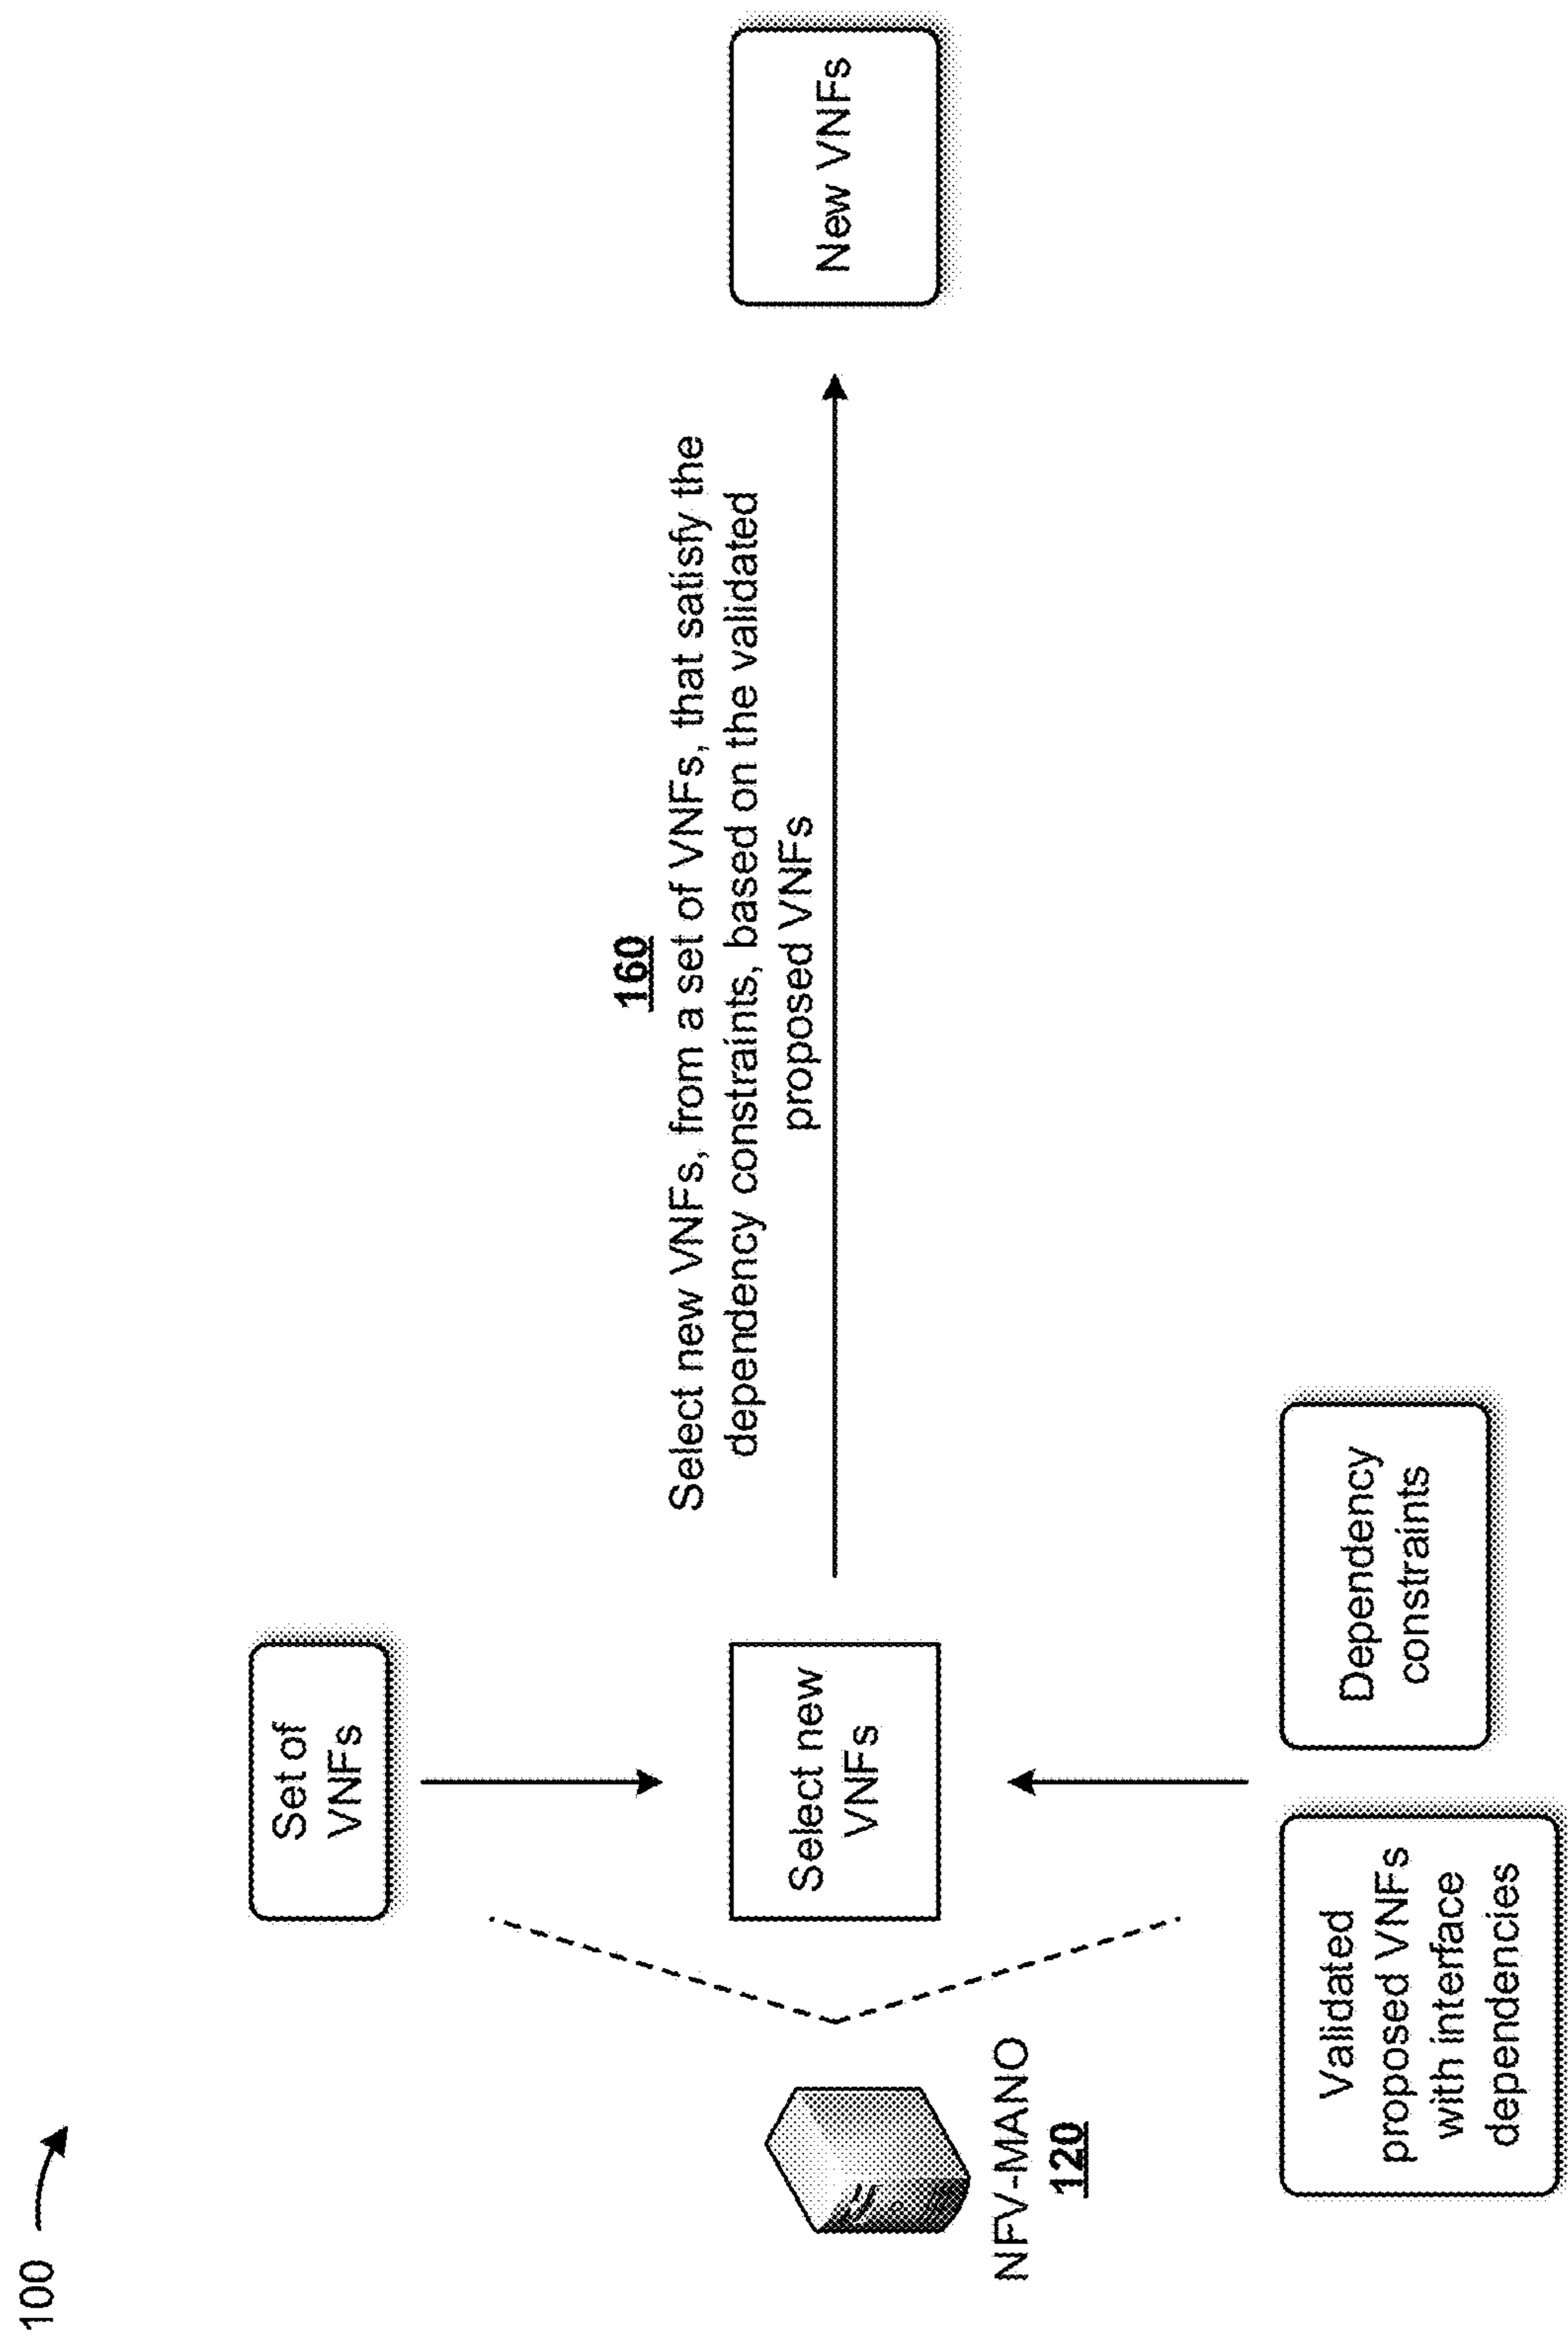 100
Set of
VNFs
160
Select new VNFs, from a set of VNFs, that satisfy the
dependency constraints, based on the validated
proposed VNFs
NFV-MANO
120
Select new
VNFs
New VNFs
Validated
proposed VNFs
with interface
dependencies
Dependency
constraints